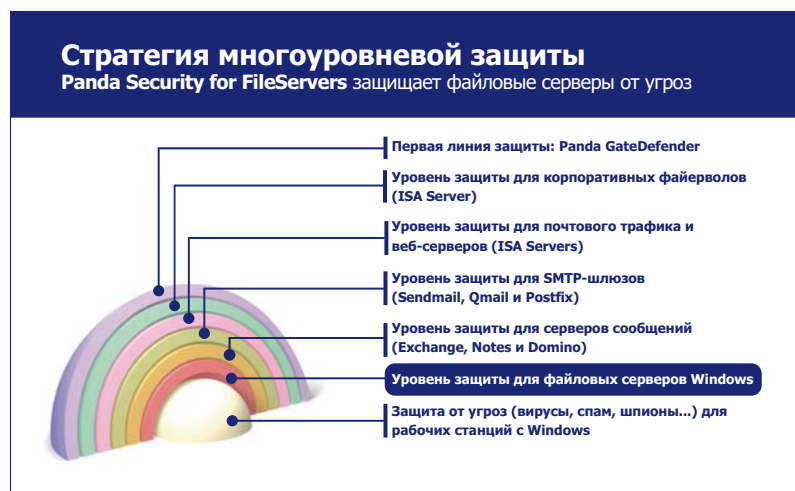 Стратегия многоуровневой защиты
Panda Security for FileServers защищает файловые серверы от угроз
Первая линия защиты: Panda GateDefender
Уровень защиты для корпоративных файерволов
(ISA Server)
Уровень защиты для почтового трафика и
веб-серверов (ISA Servers)
Уровень защиты для SMTP-шлюзов
(Sendmail, Qmail и Postfix)
Уровень защиты для серверов сообщений
(Exchange, Notes и Domino)
Уровень защиты для файловых серверов Windows
Защита от угроз (вирусы, спам, шпионы...) для
рабочих станций с Windows